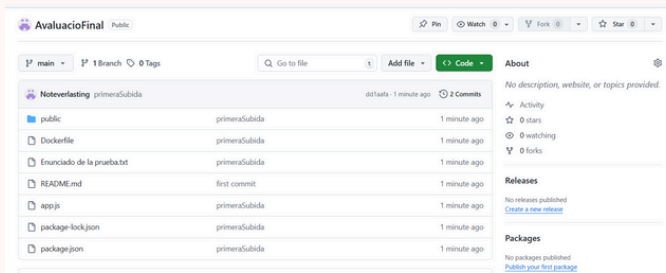 AvaluacioFinal Public
Pin Watch 0 Fork 0 Star 0
main 1 Branch 0 Tags Go to file t Add file <> Code
Noteverlasting primeraSubida dd1aafa · 1 minute ago 2 Commits
public primeraSubida 1 minute ago
Dockerfile primeraSubida 1 minute ago
Enunciado de la prueba.txt primeraSubida 1 minute ago
README.md first commit 1 minute ago
app.js primeraSubida 1 minute ago
package-lock.json primeraSubida 1 minute ago
package.json primeraSubida 1 minute ago
About
No description, website, or topics provided.
Activity
0 stars
0 watching
0 forks
Releases
No releases published
Create a new release
Packages
No packages published
Publish your first package